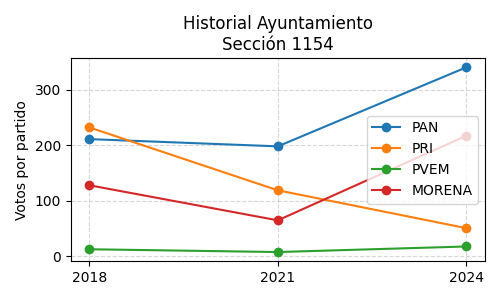 Historial Ayuntamiento
Sección 1154
Votos por partido
300
200
100
0
2018
2021
2024
PAN
PRI
PVEM
MORENA